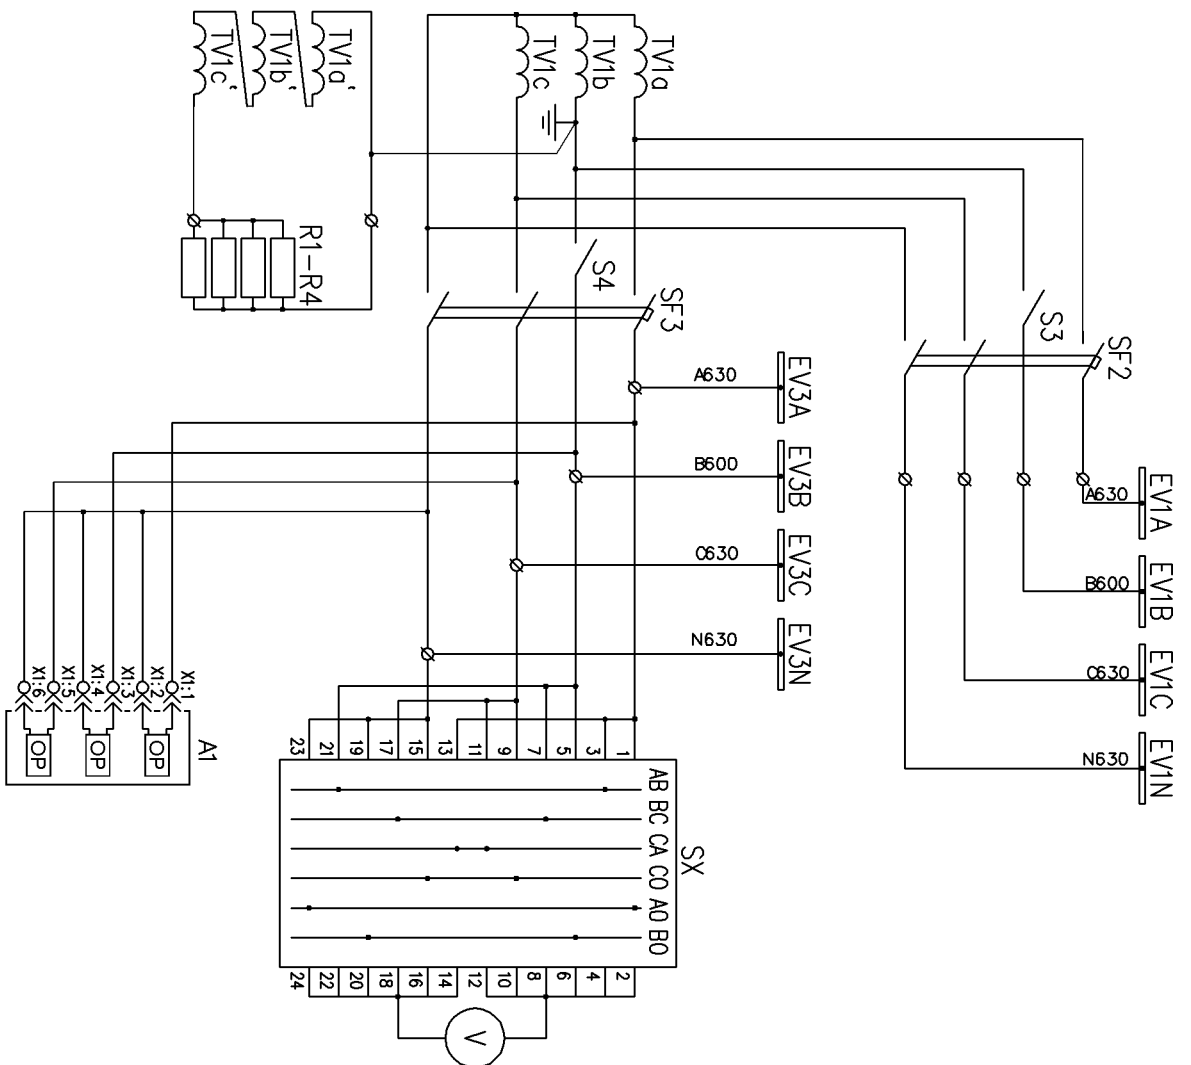 TV1c'
TV1b'
TV1a'
TV1c
TV1b
TV1a
R1-R4
S4
SF3
S3
SF2
A630
EV3A
B600
EV3B
C630
EV3C
N630
EV3N
A630
EV1A
B600
EV1B
C630
EV1C
N630
EV1N
X1:6
X1:5
X1:4
X1:3
X1:2
X1:1
A1
OP
OP
OP
23 21 19 17 15 13 11 9 7 5 3 1
AB BC CA CO AO BO
SX
24 22 20 18 16 14 12 10 8 6 4 2
V